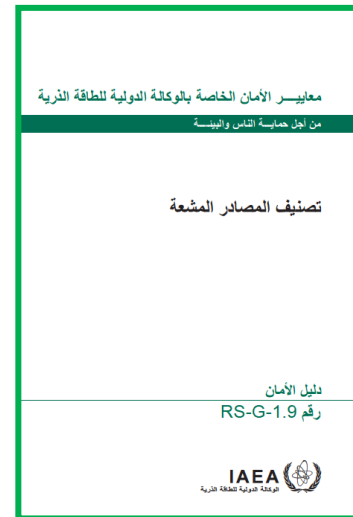 معاييـــر الأمان الخاصة بالوكالة الدولية للطاقة الذرية
من أجل حمايـــة الناس والبيئـــة
تصنيف المصادر المشعة
دليل الأمان
رقم RS-G-1.9
IAEA
الوكالة الدولية للطاقة الذرية